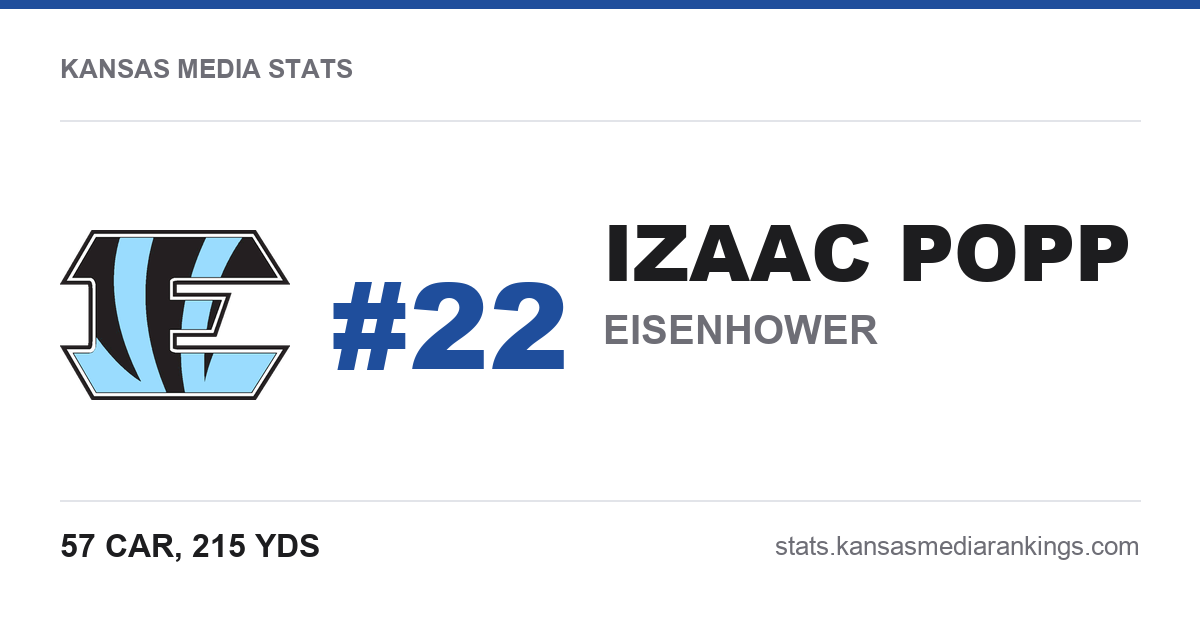 KANSAS MEDIA STATS
E
#22
IZAAC POPP
EISENHOWER
57 CAR, 215 YDS
stats.kansasmediarankings.com